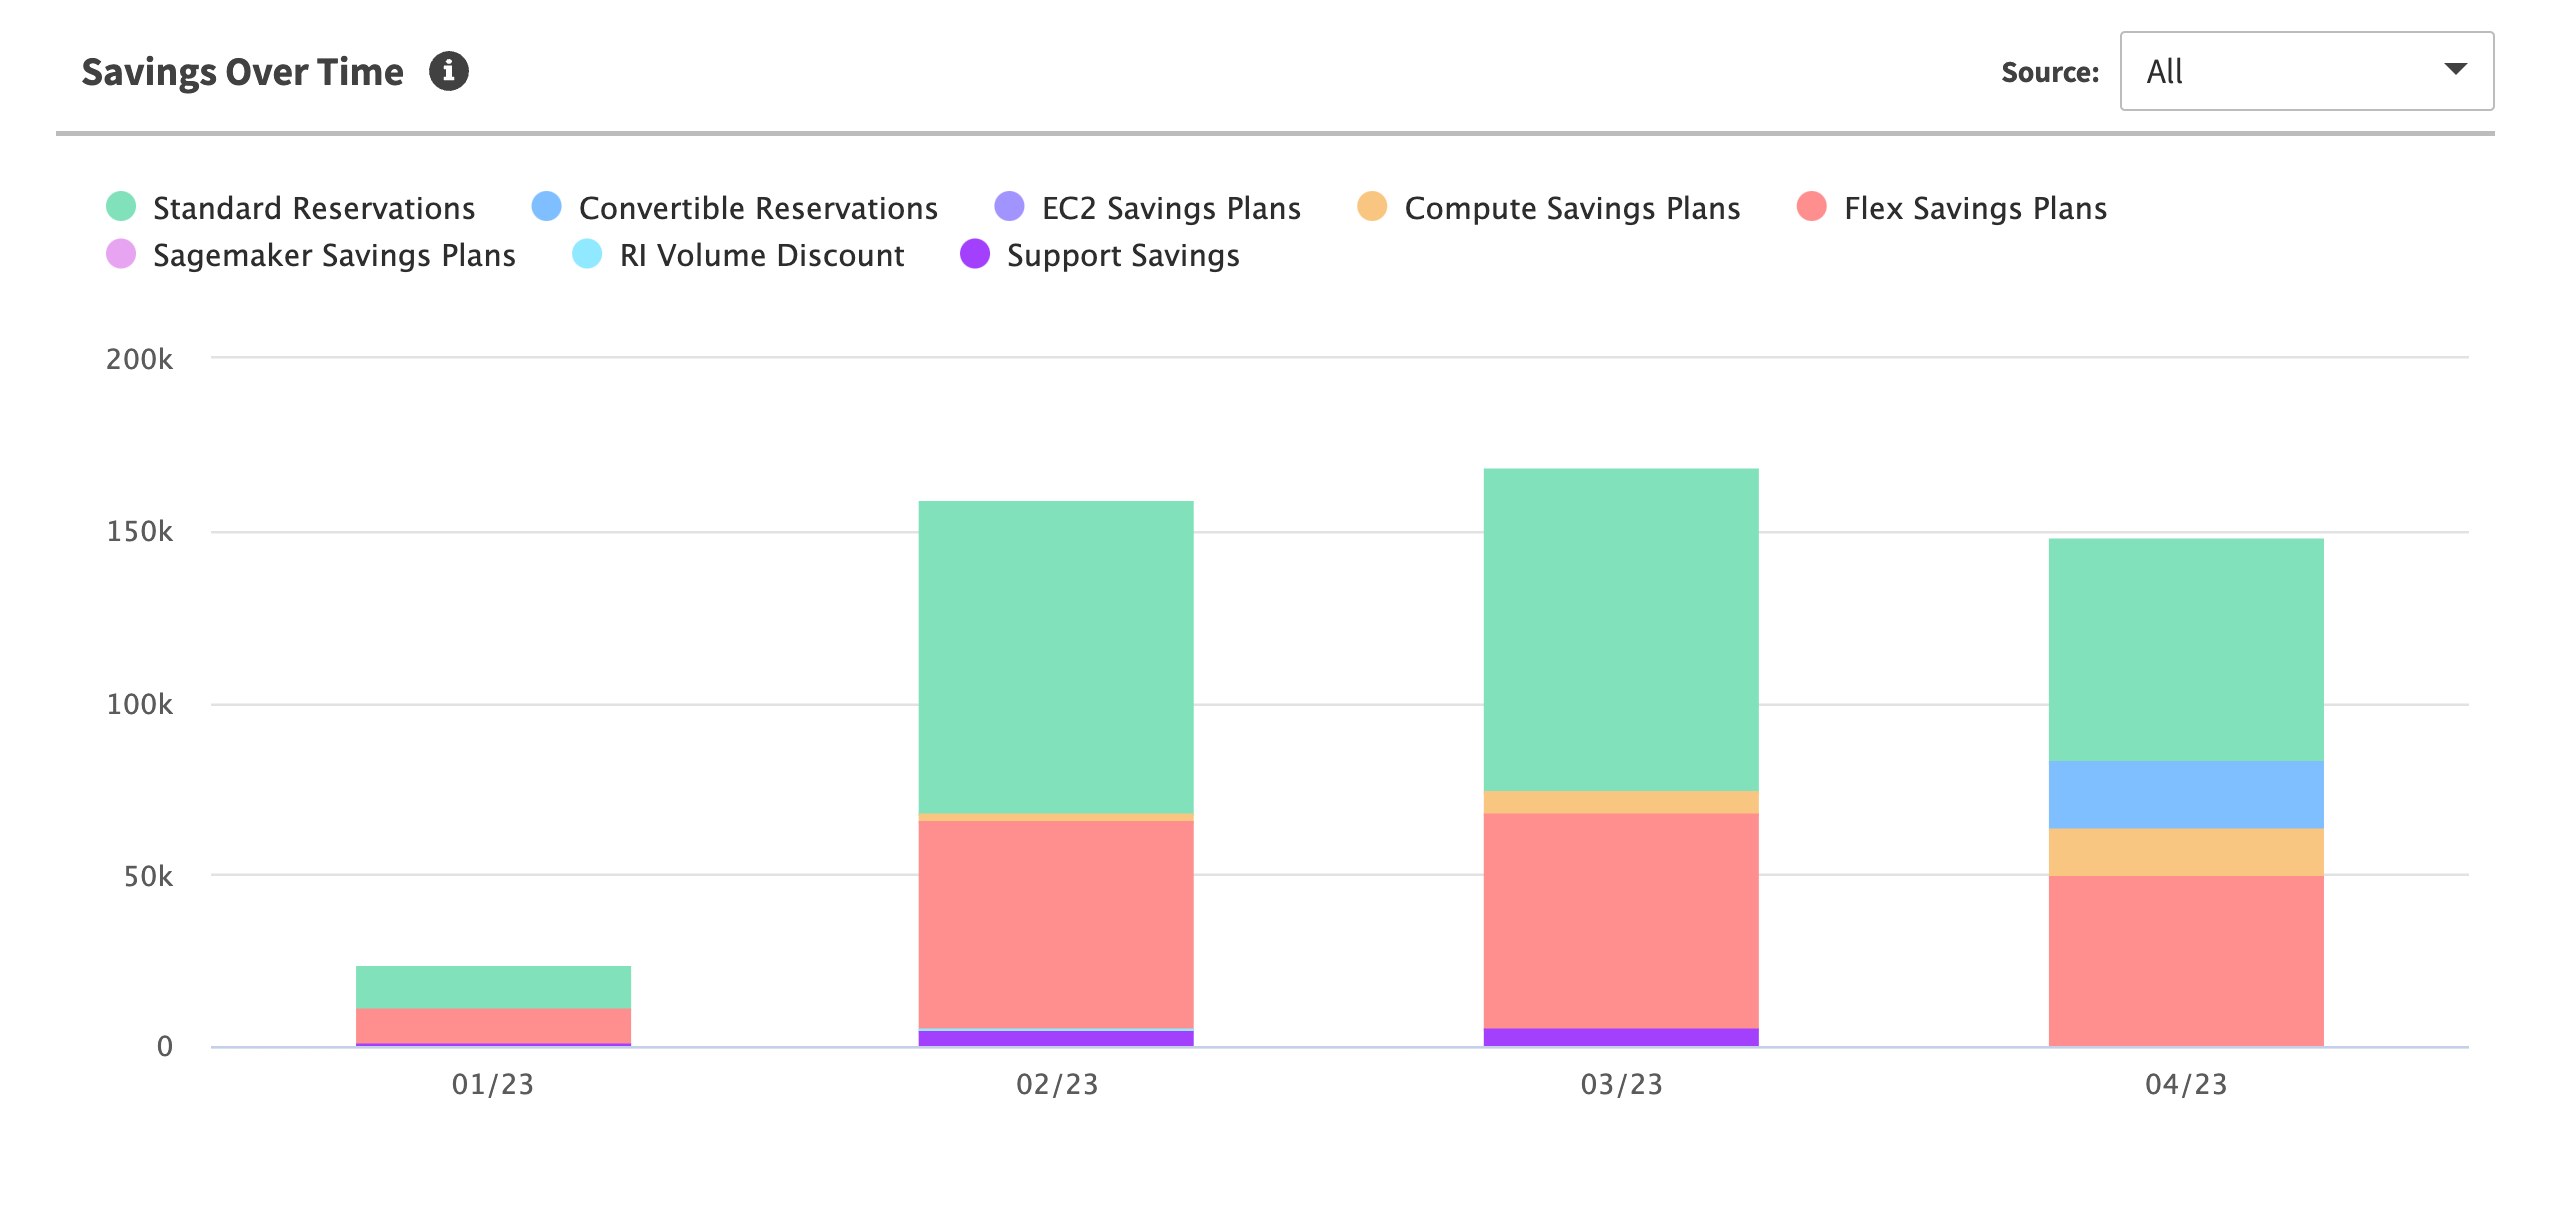 Savings Over Time
Source: All
Standard Reservations Convertible Reservations EC2 Savings Plans Compute Savings Plans Flex Savings Plans
Sagemaker Savings Plans RI Volume Discount Support Savings
200k
150k
100k
50k
0
01/23 02/23 03/23 04/23